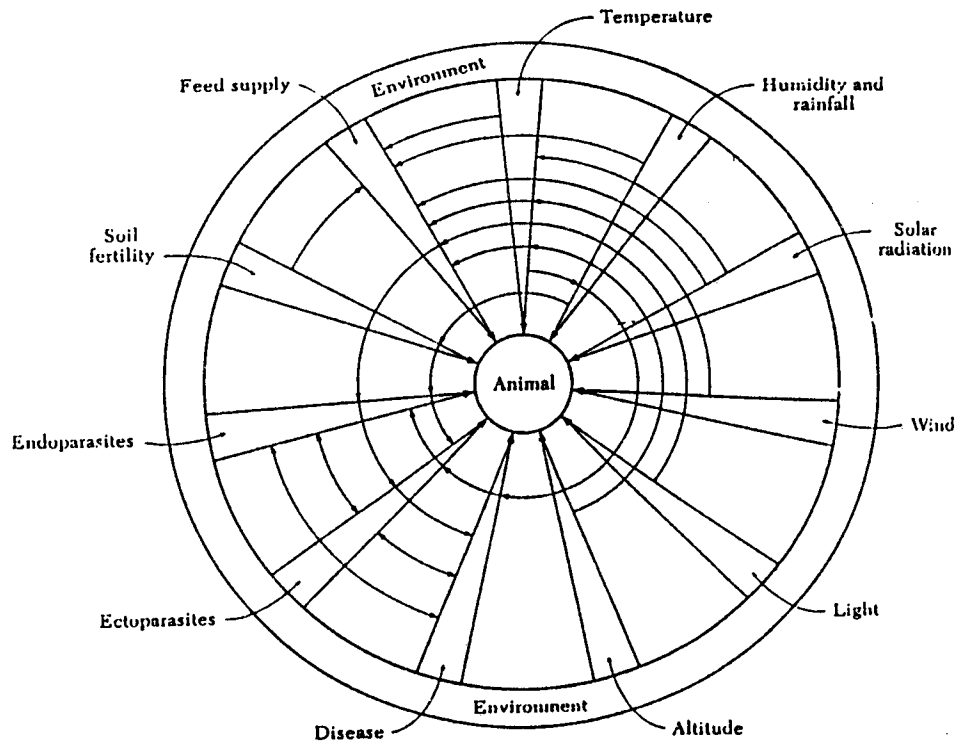 Temperature
Environment
Feed supply
Humidity and
rainfall
Soil
fertility
Solar
radiation
Animal
Endoparasites
Wind
Ectoparasites
Light
Environment
Disease
Altitude